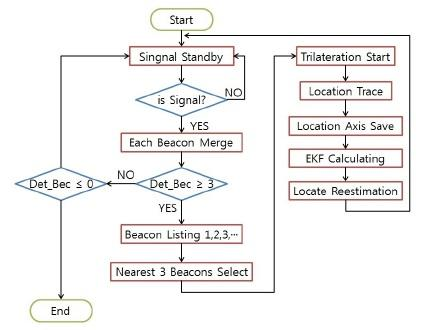 Start
Singnal Standby
is Signal?
NO
YES
Each Beacon Merge
Det_Bec ≤ 0
NO
Det_Bec ≥ 3
YES
Beacon Listing 1,2,3,···
Nearest 3 Beacons Select
End
Trilateration Start
Location Trace
Location Axis Save
EKF Calculating
Locate Reestimation